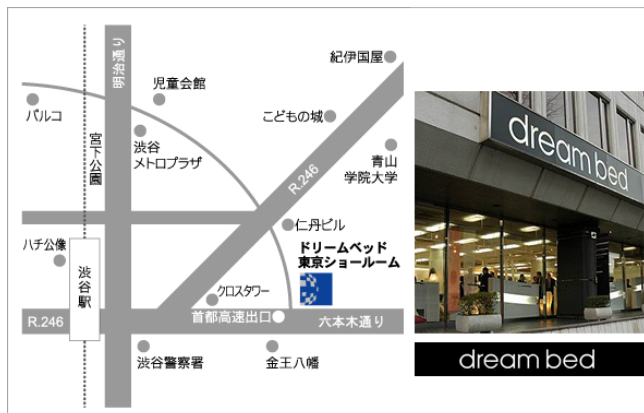 紀伊国屋
明治通り
児童会館
パルコ
こどもの城
宮下公園
渋谷
メトロプラザ
青山
学院大学
R.246
仁丹ビル
ハチ公像
ドリームベッド
東京ショールーム
渋谷駅
クロスタワー
R.246
首都高速出口
六本木通り
渋谷警察署
金王八幡
dream bed
dream bed